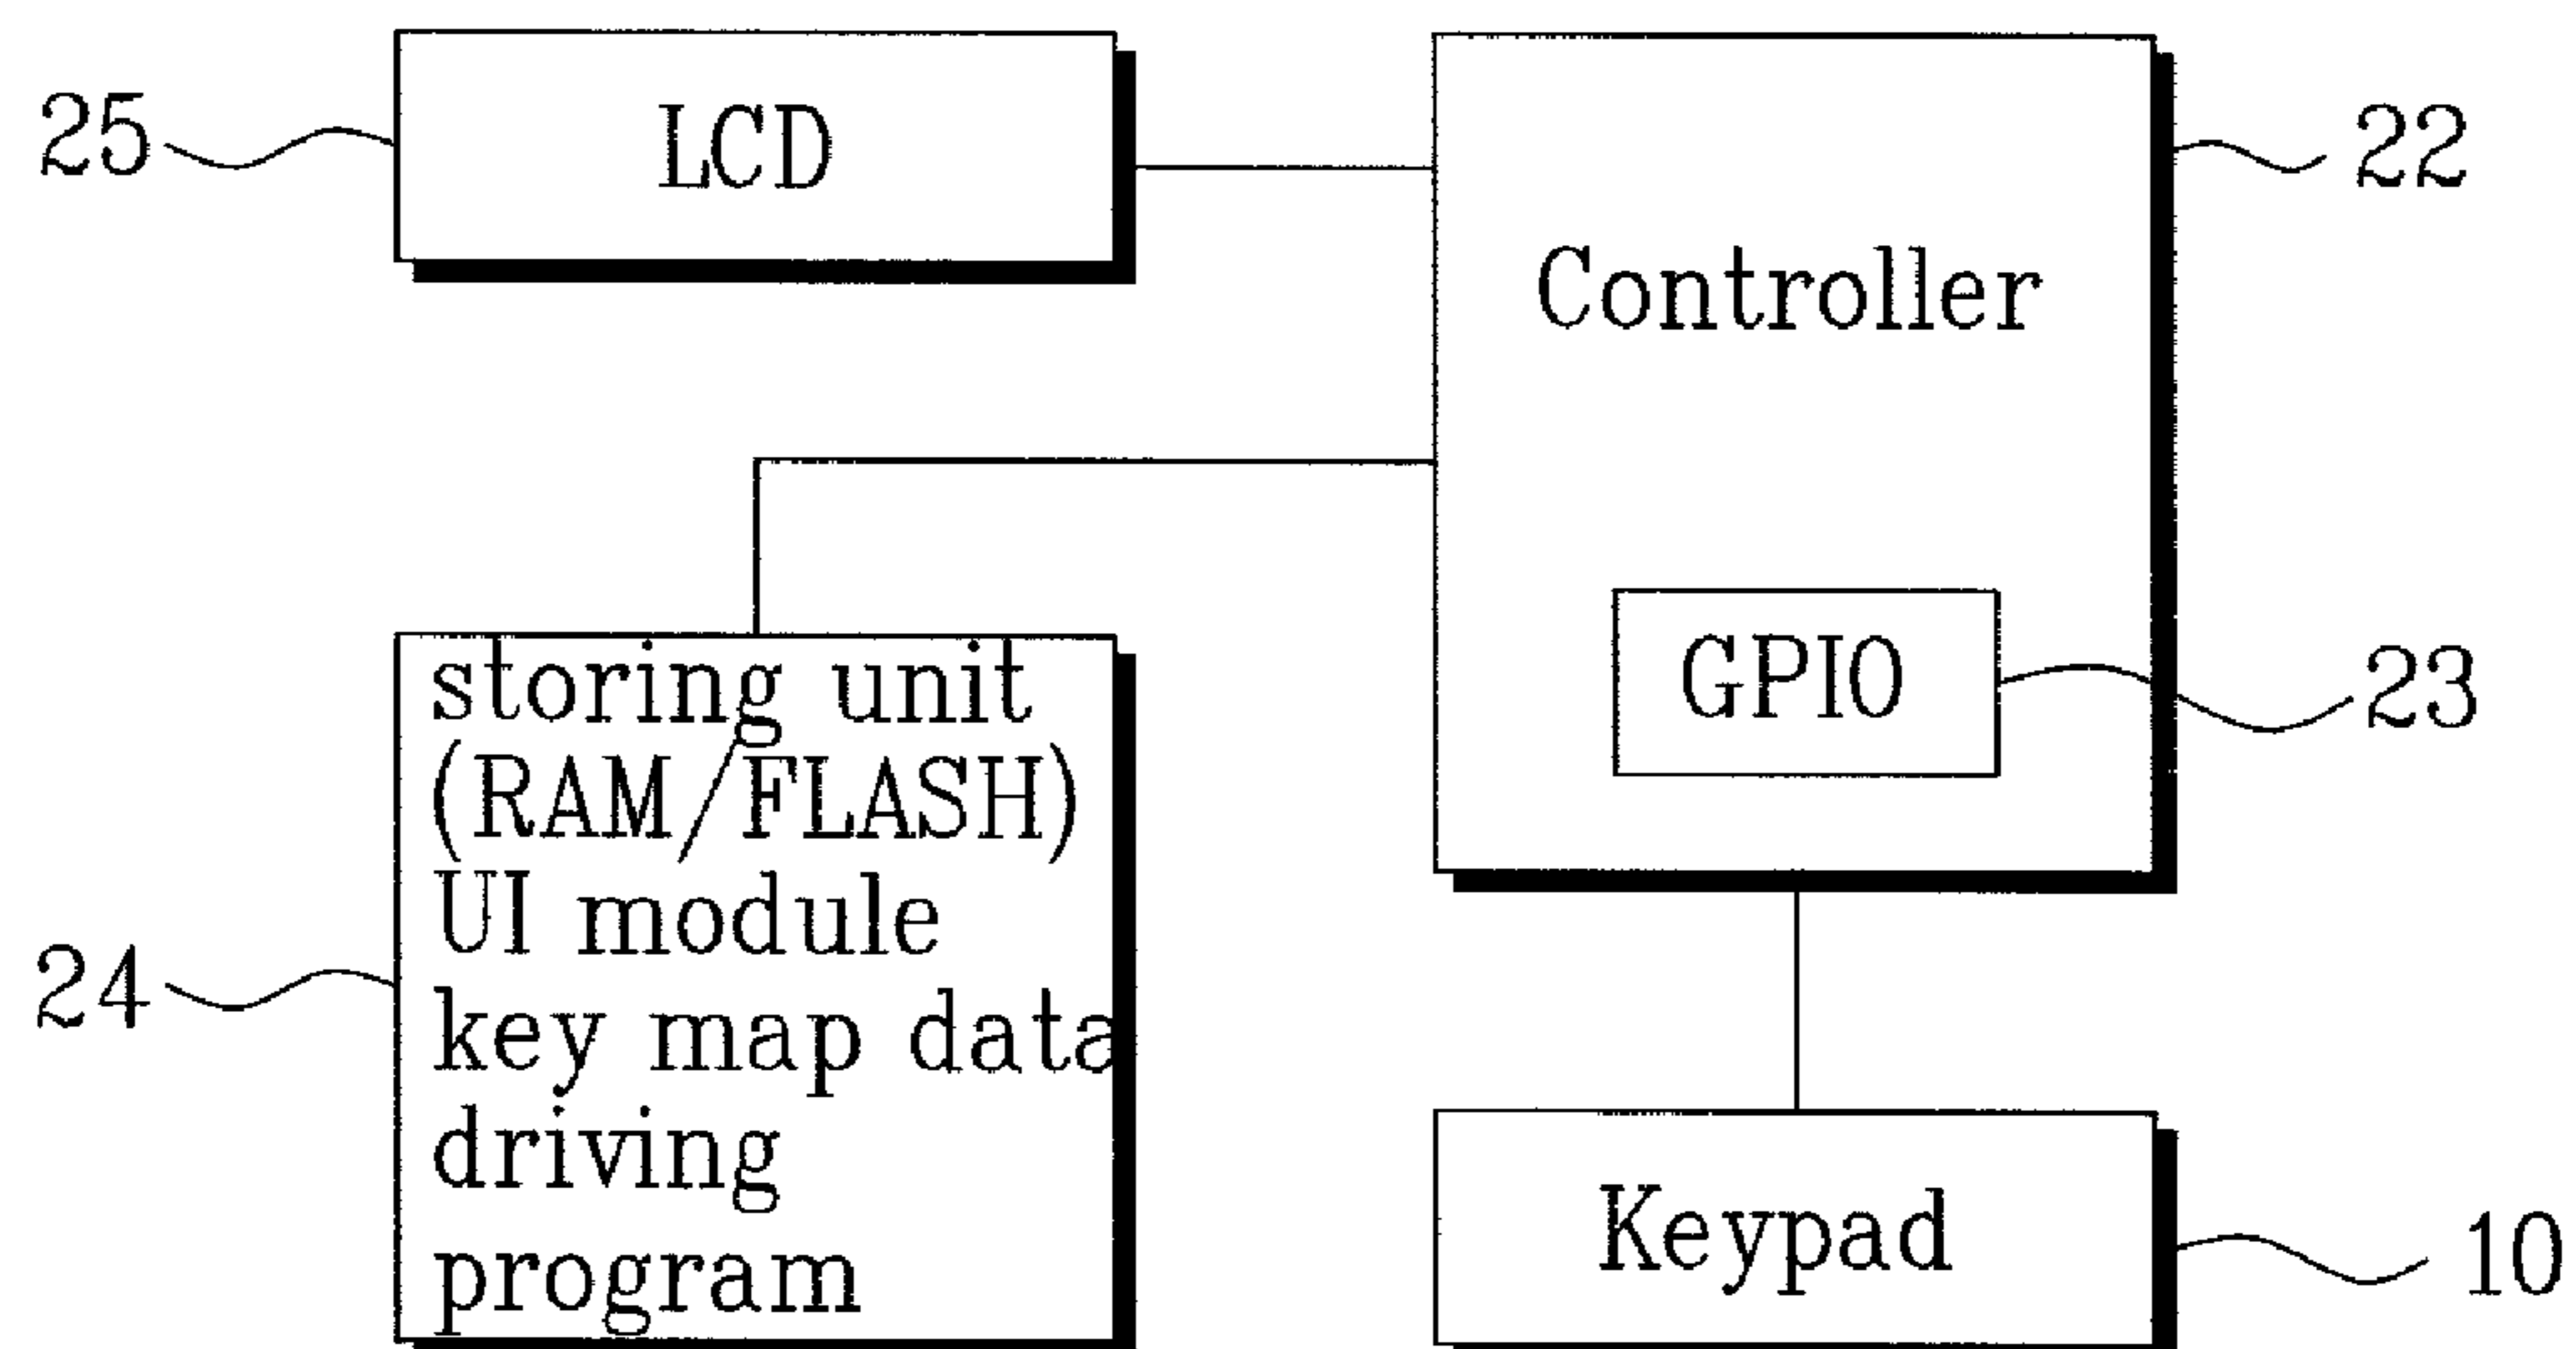 25
LCD
Controller
22
GPIO
23
storing unit
(RAM/FLASH)
UI module
key map data
driving
program
24
Keypad
10